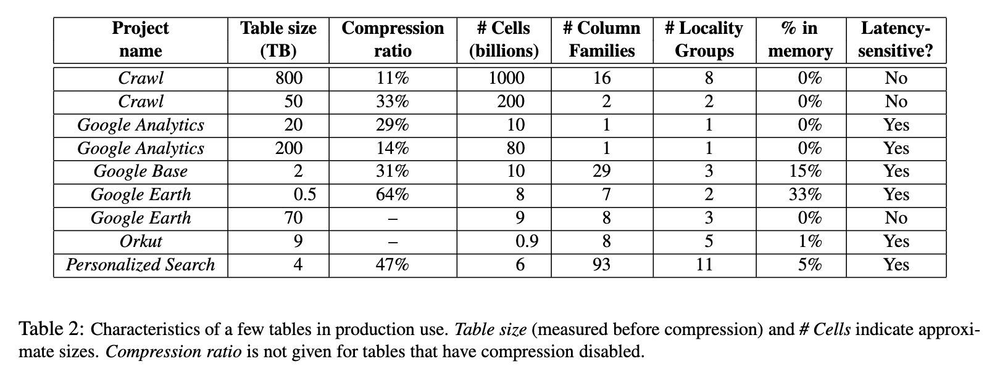 Project name | Table size (TB) | Compression ratio | # Cells (billions) | # Column Families | # Locality Groups | % in memory | Latency-sensitive?
Crawl | 800 | 11% | 1000 | 16 | 8 | 0% | No
Crawl | 50 | 33% | 200 | 2 | 2 | 0% | No
Google Analytics | 20 | 29% | 10 | 1 | 1 | 0% | Yes
Google Analytics | 200 | 14% | 80 | 1 | 1 | 0% | Yes
Google Base | 2 | 31% | 10 | 29 | 3 | 15% | Yes
Google Earth | 0.5 | 64% | 8 | 7 | 2 | 33% | Yes
Google Earth | 70 | – | 9 | 8 | 3 | 0% | No
Orkut | 9 | – | 0.9 | 8 | 5 | 1% | Yes
Personalized Search | 4 | 47% | 6 | 93 | 11 | 5% | Yes
Table 2: Characteristics of a few tables in production use. Table size (measured before compression) and # Cells indicate approxi-
mate sizes. Compression ratio is not given for tables that have compression disabled.